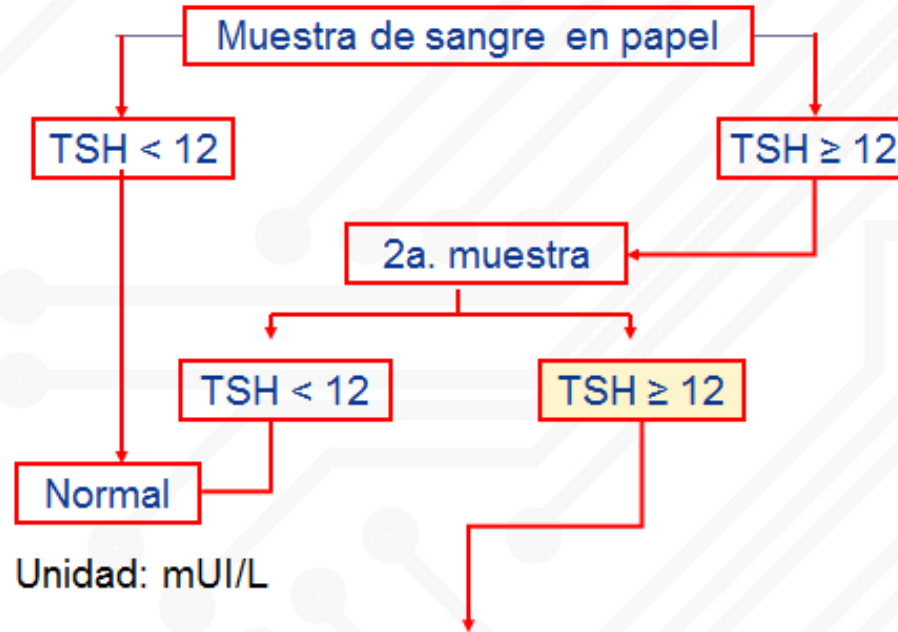 Muestra de sangre en papel
TSH < 12
TSH ≥ 12
2a. muestra
TSH < 12
TSH ≥ 12
Normal
Unidad: mUI/L